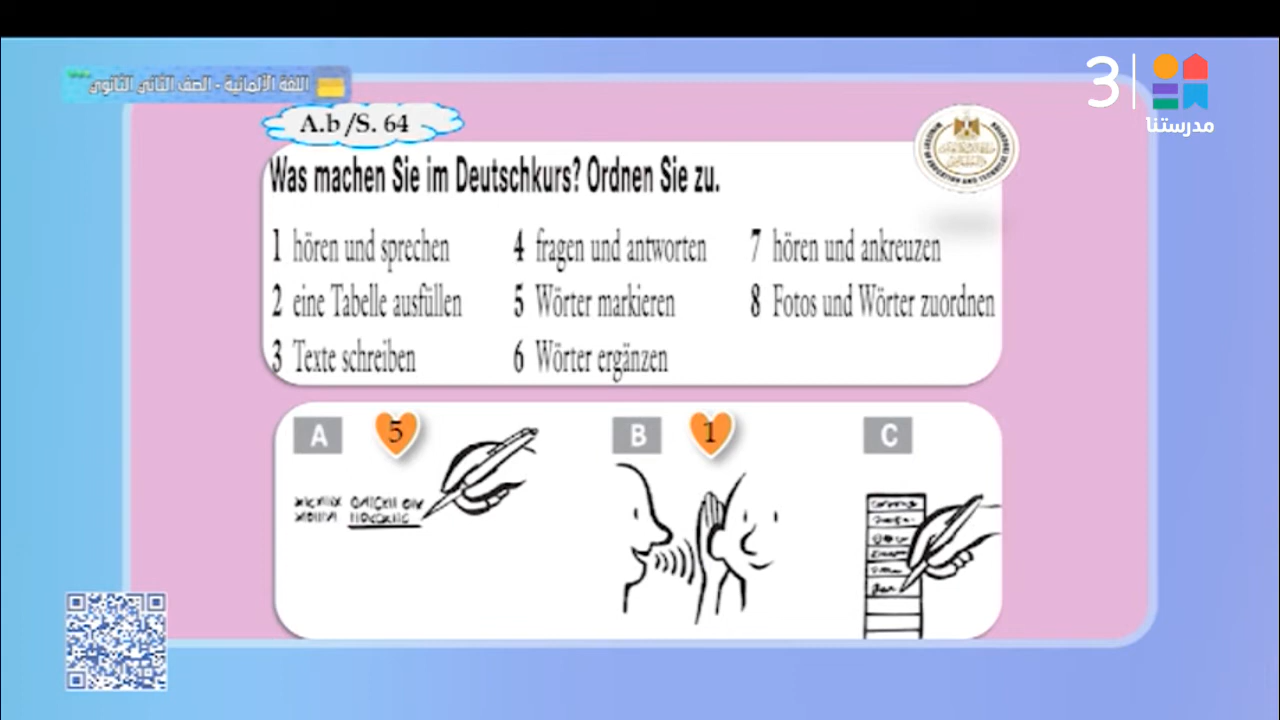 اللغة الألمانية - الصف الثانى الثانوى
3
مدرستنا
A.b /S. 64
Was machen Sie im Deutschkurs? Ordnen Sie zu.
1 hören und sprechen
2 eine Tabelle ausfüllen
3 Texte schreiben
4 fragen und antworten
5 Wörter markieren
6 Wörter ergänzen
7 hören und ankreuzen
8 Fotos und Wörter zuordnen
A 5
B 1
C